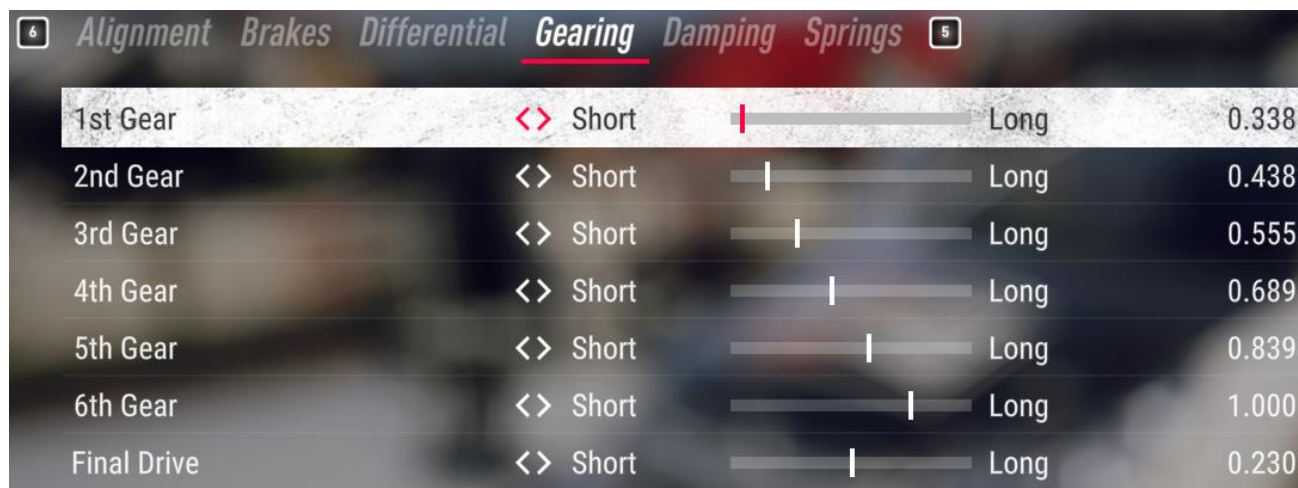 6 Alignment Brakes Differential Gearing Damping Springs 5
1st Gear <> Short Long 0.338
2nd Gear <> Short Long 0.438
3rd Gear <> Short Long 0.555
4th Gear <> Short Long 0.689
5th Gear <> Short Long 0.839
6th Gear <> Short Long 1.000
Final Drive <> Short Long 0.230